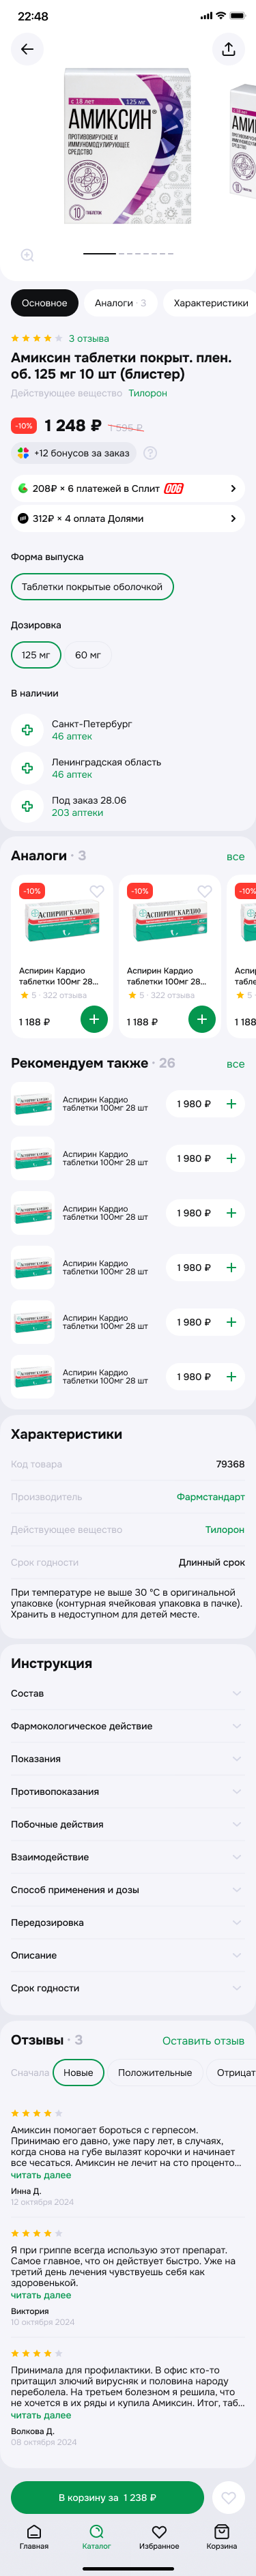 22:48
с 18 лет
125 мг
АМИКСИН®
ПРОТИВОВИРУСНОЕ И
ИММУНОМОДУЛИРУЮЩЕЕ
СРЕДСТВО
10 ТАБЛЕТОК
Основное
Аналоги · 3
Характеристики
3 отзыва
Амиксин таблетки покрыт. плен.
об. 125 мг 10 шт (блистер)
Действующее вещество Тилорон
-10% 1 248 ₽ 1 595 ₽
+12 бонусов за заказ
208₽ × 6 платежей в Сплит
312₽ × 4 оплата Долями
Форма выпуска
Таблетки покрытые оболочкой
Дозировка
125 мг
60 мг
В наличии
Санкт-Петербург
46 аптек
Ленинградская область
46 аптек
Под заказ 28.06
203 аптеки
Аналоги · 3
все
-10%
АСПИРИН КАРДИО
Аспирин Кардио
таблетки 100мг 28...
5 · 322 отзыва
1 188 ₽
-10%
АСПИРИН КАРДИО
Аспирин Кардио
таблетки 100мг 28...
5 · 322 отзыва
1 188 ₽
-10%
Аспир
табле
5 ·
1 188
Рекомендуем также · 26
все
Аспирин Кардио
таблетки 100мг 28 шт
1 980 ₽
Аспирин Кардио
таблетки 100мг 28 шт
1 980 ₽
Аспирин Кардио
таблетки 100мг 28 шт
1 980 ₽
Аспирин Кардио
таблетки 100мг 28 шт
1 980 ₽
Аспирин Кардио
таблетки 100мг 28 шт
1 980 ₽
Аспирин Кардио
таблетки 100мг 28 шт
1 980 ₽
Характеристики
Код товара 79368
Производитель Фармстандарт
Действующее вещество Тилорон
Срок годности Длинный срок
При температуре не выше 30 °С в оригинальной
упаковке (контурная ячейковая упаковка в пачке).
Хранить в недоступном для детей месте.
Инструкция
Состав
Фармокологическое действие
Показания
Противопоказания
Побочные действия
Взаимодействие
Способ применения и дозы
Передозировка
Описание
Срок годности
Отзывы · 3
Оставить отзыв
Сначала
Новые
Положительные
Отрицат
Амиксин помогает бороться с герпесом.
Принимаю его давно, уже пару лет, в случаях,
когда снова на губе вылазят корочки и начинает
все чесаться. Амиксин не лечит на сто проценто...
читать далее
Инна Д.
12 октября 2024
Я при гриппе всегда использую этот препарат.
Самое главное, что он действует быстро. Уже на
третий день лечения чувствуешь себя как
здоровенькой.
читать далее
Виктория
10 октября 2024
Принимала для профилактики. В офис кто-то
притащил злючий вирусняк и половина народу
переболела. На третьем болезном я решила, что
не хочется в их ряды и купила Амиксин. Итог, таб...
читать далее
Волкова Д.
08 октября 2024
В корзину за 1 238 ₽
Главная
Каталог
Избранное
Корзина